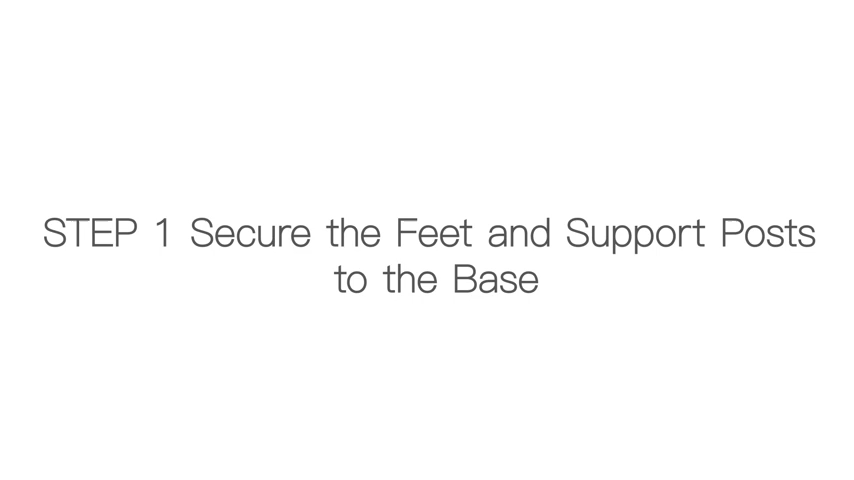 STEP 1 Secure the Feet and Support Posts
to the Base